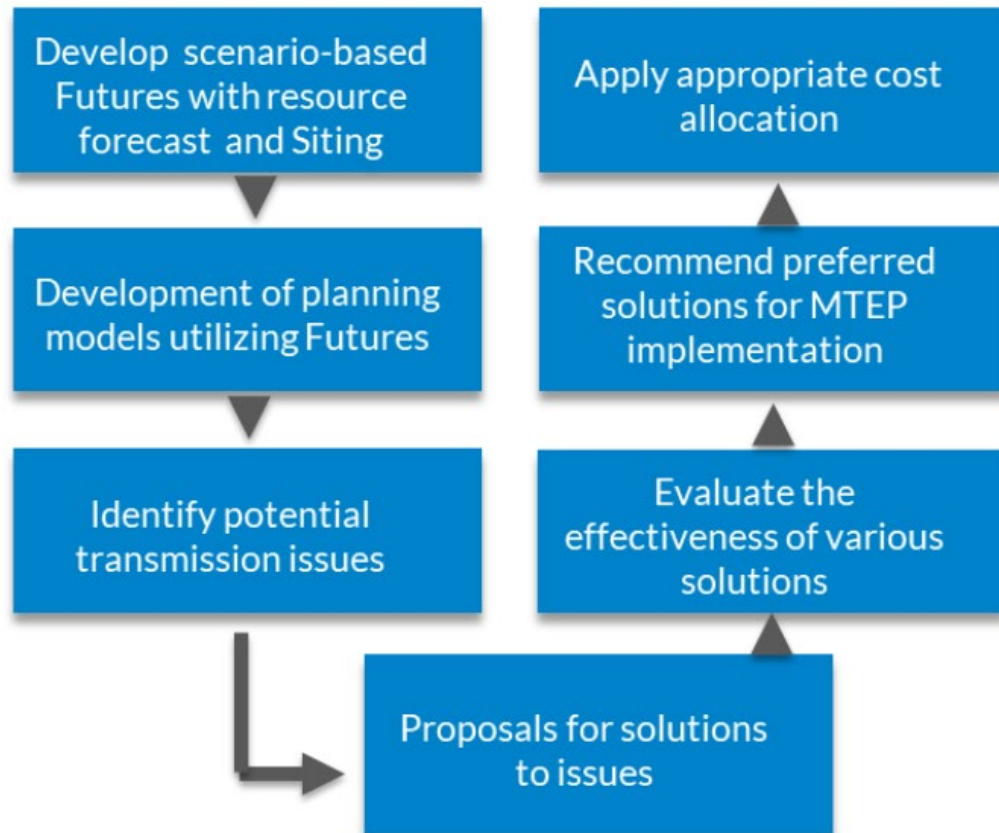 Develop scenario-based
Futures with resource
forecast and Siting
Development of planning
models utilizing Futures
Identify potential
transmission issues
Proposals for solutions
to issues
Evaluate the
effectiveness of various
solutions
Recommend preferred
solutions for MTEP
implementation
Apply appropriate cost
allocation